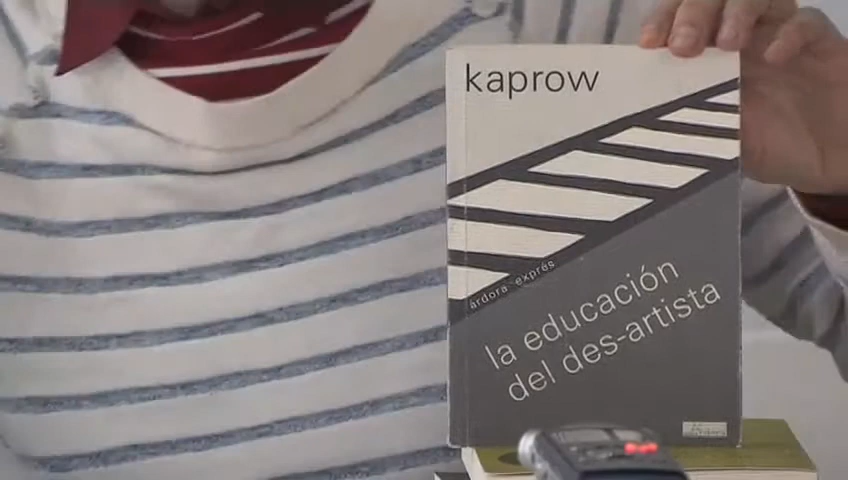 kaprow
árdora exprés
la educación
del des-artista